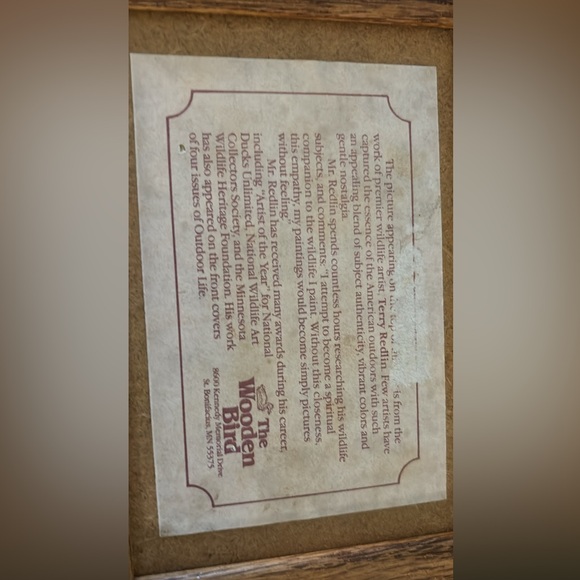 The picture appearing on the is from the
work of premier wildlife artist, Terry Redlin. Few artists have
captured the essence of the American outdoors with such
an appealing blend of subject authenticity, vibrant colors and
gentle nostalgia.
Mr. Redlin spends countless hours researching his wildlife
subjects, and comments: "I attempt to become a spiritual
companion to the wildlife I paint. Without this closeness,
this empathy, my paintings would become simply pictures
without feeling."
Mr. Redlin has received many awards during his career,
including "Artist of the Year" for National
Ducks Unlimited, National Wildlife Art
Collectors Society, and the Minnesota
Wildlife Heritage Foundation. His work
has also appeared on the front covers
of four issues of Outdoor Life.
The
Wooden
Bird
8600 Kennedy Memorial Drive
St. Bonifacius, MN 55375